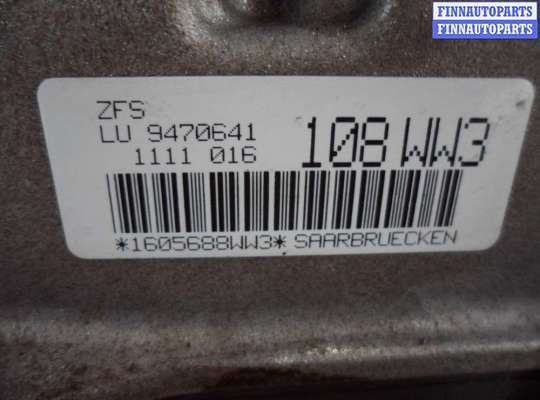 FINNAUTOPARTS
FINNAUTOPARTS
ZFS
LU 9470641
1111 016
108 WW3
*1605688WW3* SAARBRUECKEN